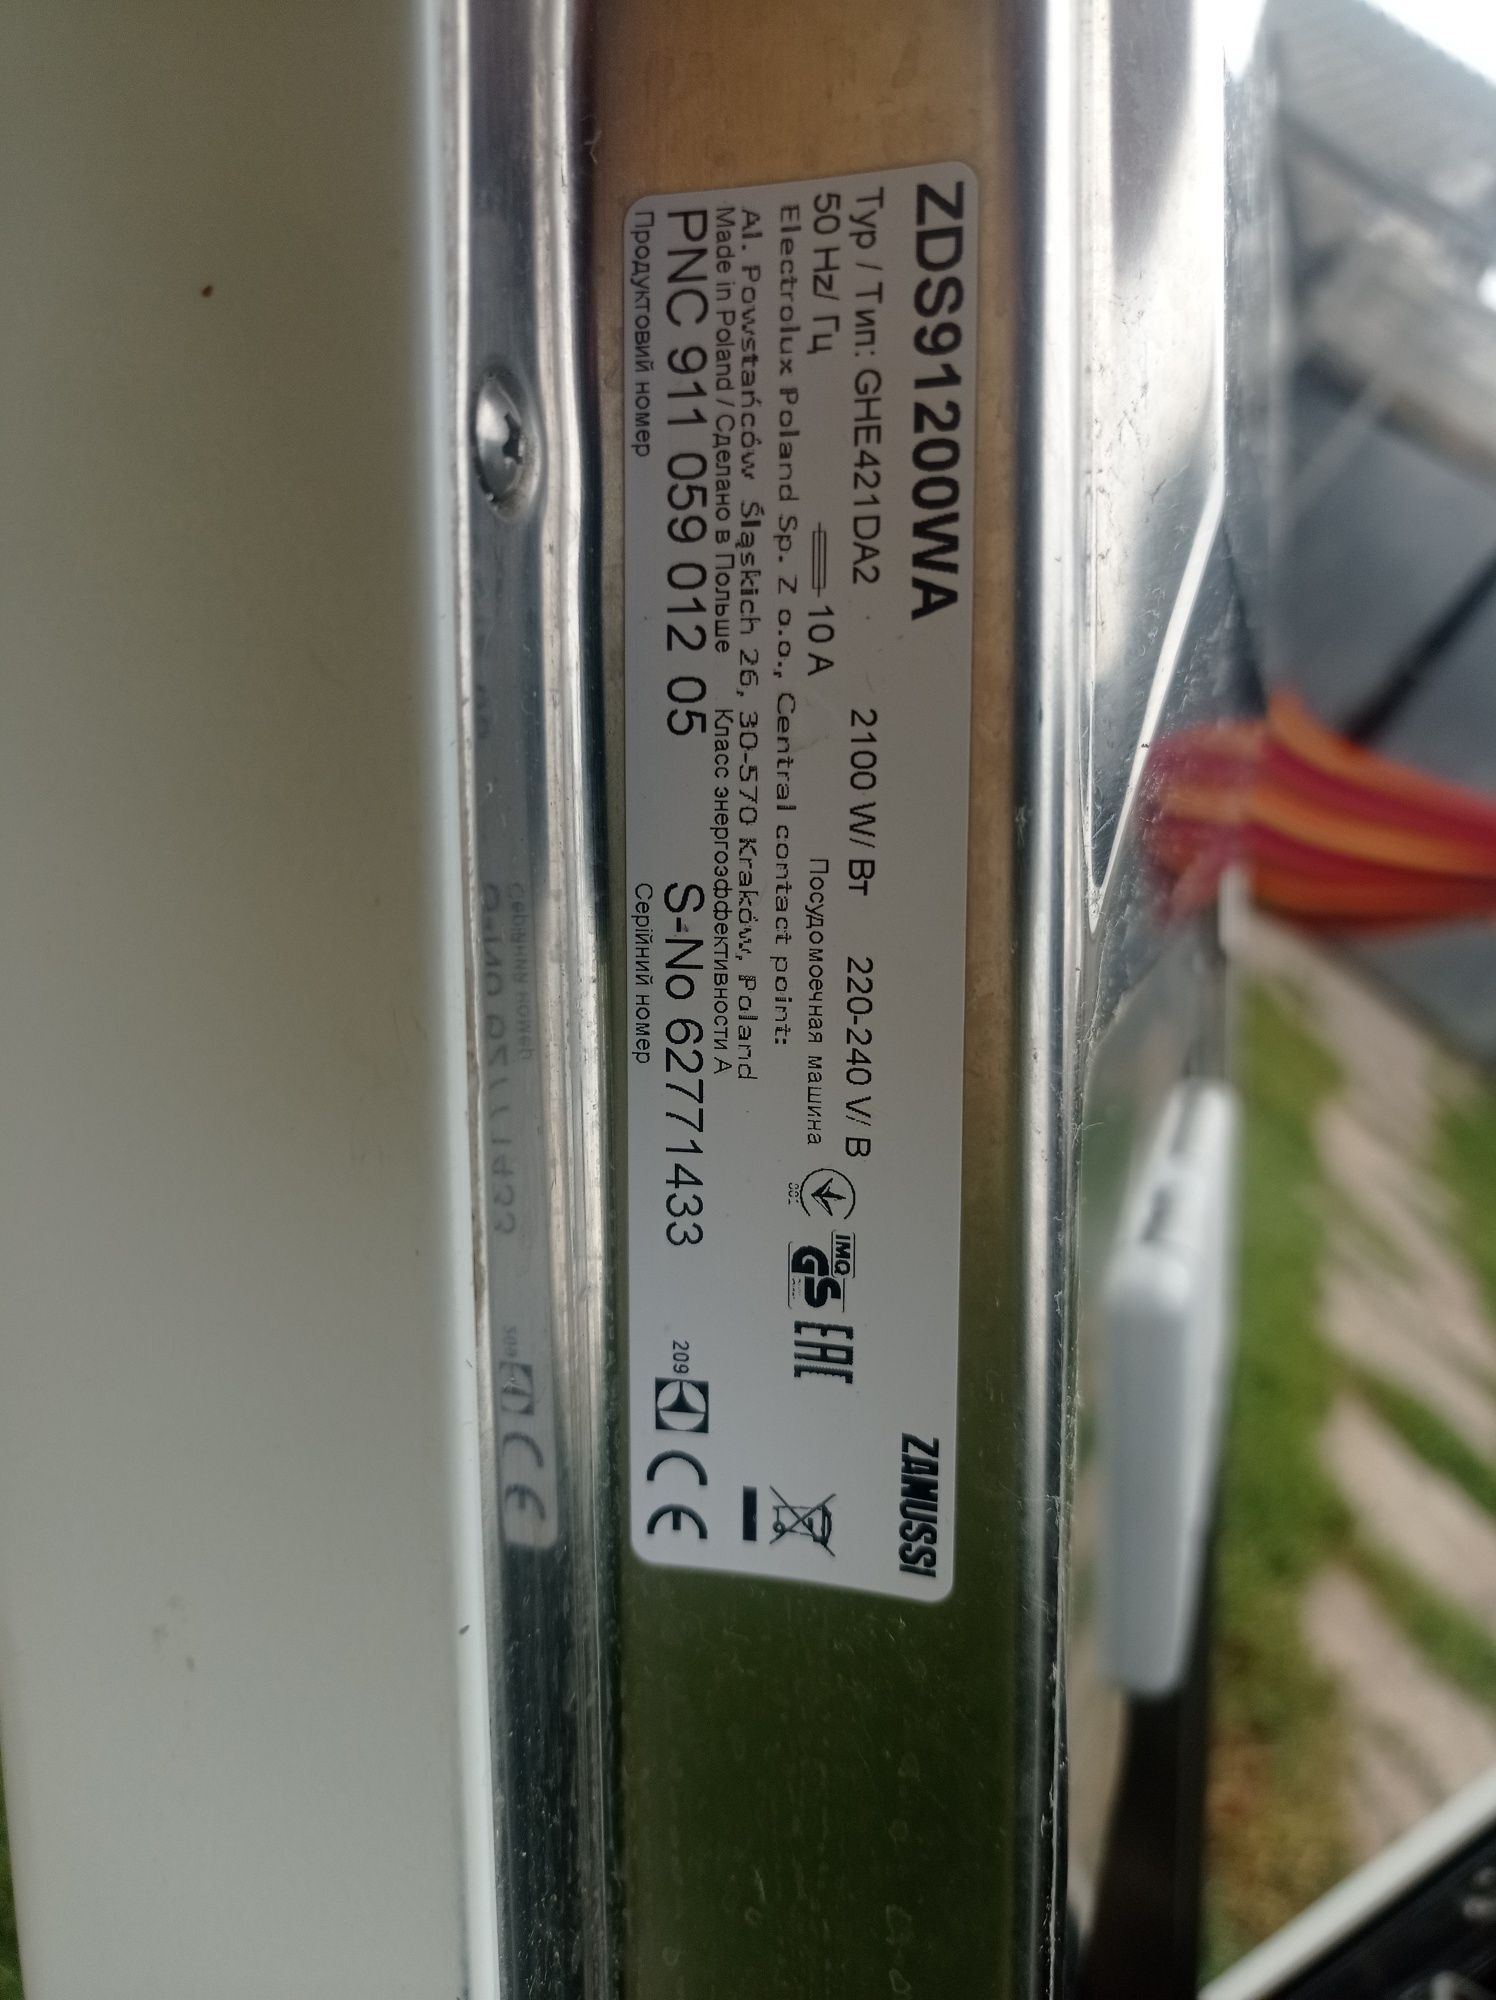 ZDS91200WA
ZANUSSI
Typ / Тип: GHE421DA2 2100 W/ Вт 220-240 V/ В
50 Hz/ Гц 10 A Посудомоечная машина
IMQ
GS
EAC
Electrolux Poland Sp. Z o.o., Central contact point:
Al. Powstańców Śląskich 26, 30-570 Kraków, Poland
Made in Poland / Сделано в Польше Класс энергоэффективности А
PNC 911 059 012 05 S-No 62771433 209 CE
Продуктовий номер Серійний номер